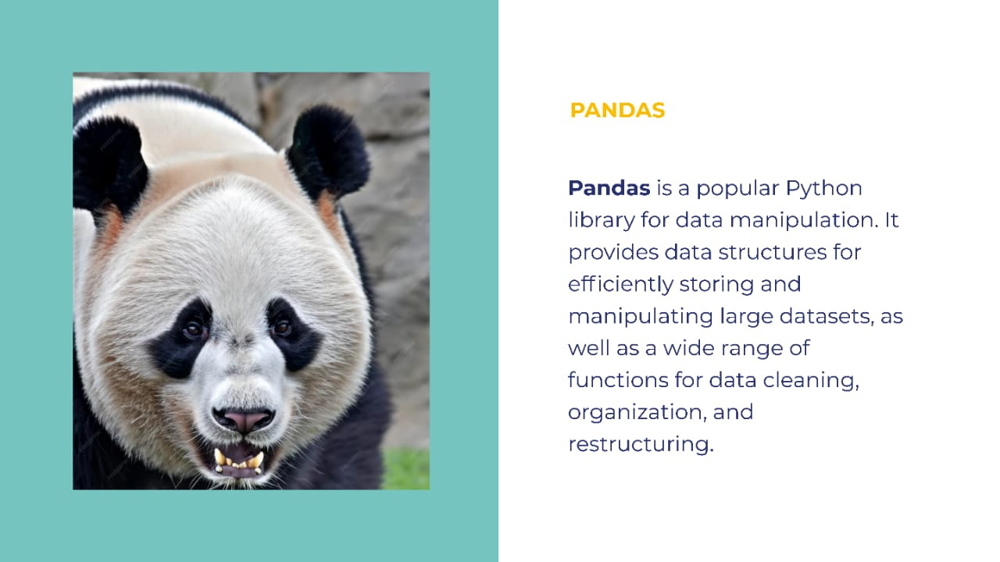 PANDAS
Pandas is a popular Python
library for data manipulation. It
provides data structures for
efficiently storing and
manipulating large datasets, as
well as a wide range of
functions for data cleaning,
organization, and
restructuring.